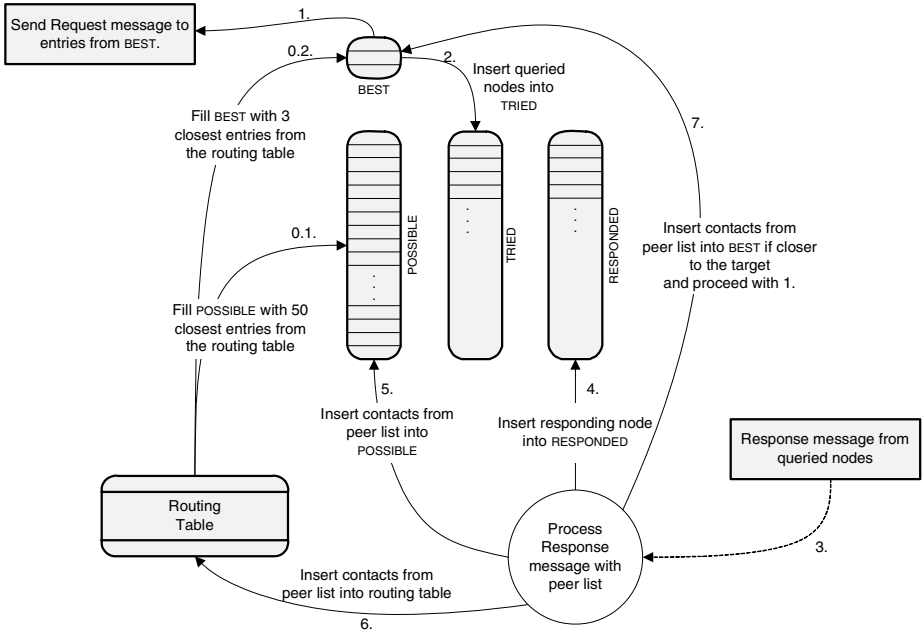 1.
Send Request message to
entries from BEST.
0.2.
2.
BEST
Insert queried
nodes into
TRIED
Fill BEST with 3
closest entries from
the routing table
7.
POSSIBLE
TRIED
RESPONDED
0.1.
Insert contacts from
peer list into BEST if closer
to the target
and proceed with 1.
Fill POSSIBLE with 50
closest entries from
the routing table
5.
4.
Insert contacts from
peer list into
POSSIBLE
Insert responding node
into RESPONDED
Response message from
queried nodes
Routing
Table
Process
Response
message with
peer list
3.
Insert contacts from
peer list into routing table
6.